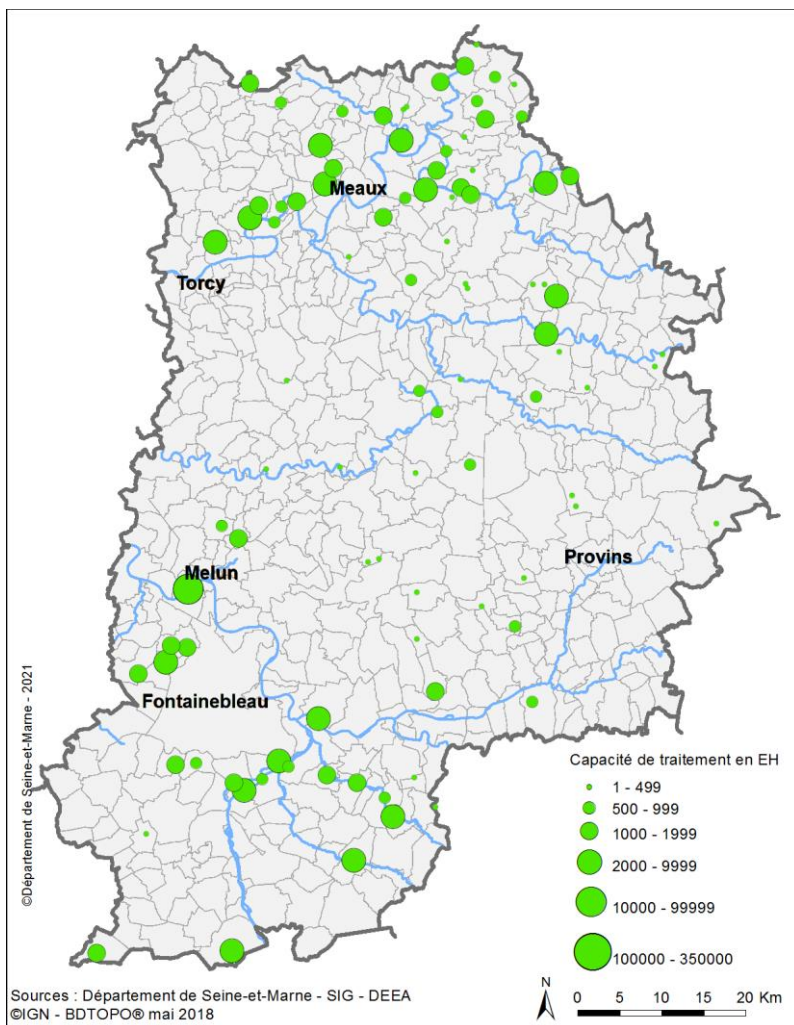 Meaux
Torcy
Provins
Melun
Fontainebleau
©Département de Seine-et-Marne - 2021
Capacité de traitement en EH
1 - 499
500 - 999
1000 - 1999
2000 - 9999
10000 - 99999
100000 - 350000
N
0 5 10 15 20 Km
Sources : Département de Seine-et-Marne - SIG - DEEA
©IGN - BDTOPO® mai 2018